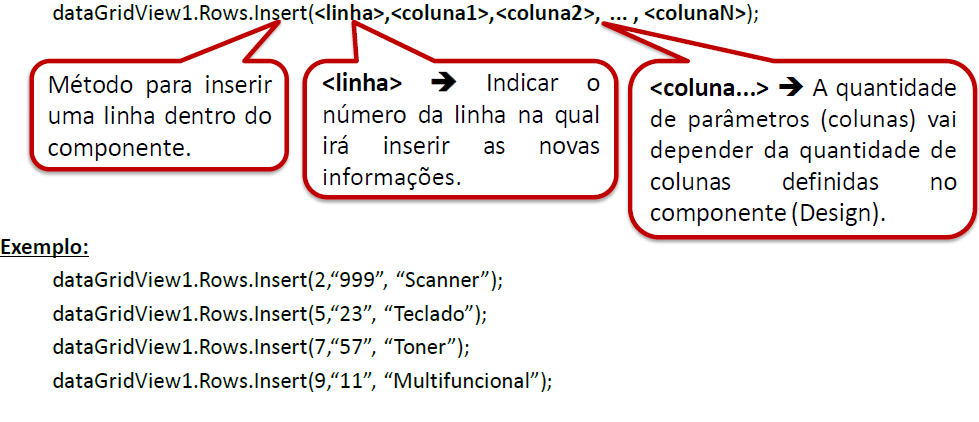 dataGridView1.Rows.Insert(<linha>,<coluna1>,<coluna2>, ... , <colunaN>);
Método para inserir
uma linha dentro do
componente.
<linha> ➔ Indicar o
número da linha na qual
irá inserir as novas
informações.
<coluna...> ➔ A quantidade
de parâmetros (colunas) vai
depender da quantidade de
colunas definidas no
componente (Design).
Exemplo:
dataGridView1.Rows.Insert(2,“999”, “Scanner”);
dataGridView1.Rows.Insert(5,“23”, “Teclado”);
dataGridView1.Rows.Insert(7,“57”, “Toner”);
dataGridView1.Rows.Insert(9,“11”, “Multifuncional”);